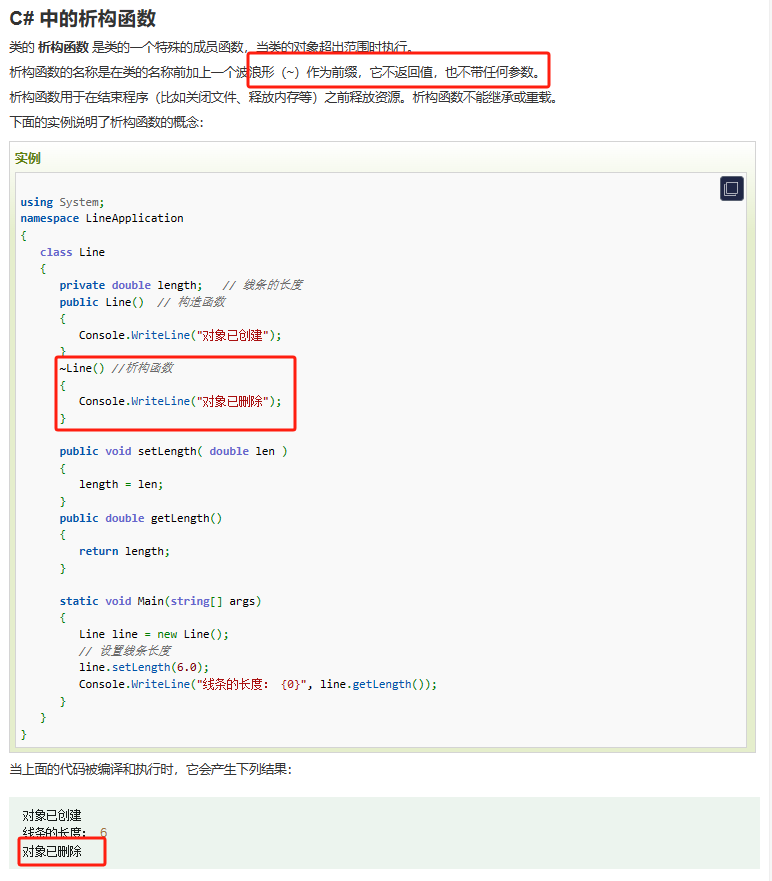 C# 中的析构函数
类的 析构函数 是类的一个特殊的成员函数，当类的对象超出范围时执行。
析构函数的名称是在类的名称前加上一个波浪形（~）作为前缀，它不返回值，也不带任何参数。
析构函数用于在结束程序（比如关闭文件、释放内存等）之前释放资源。析构函数不能继承或重载。
下面的实例说明了析构函数的概念：
实例
using System;
namespace LineApplication
{
class Line
{
private double length; // 线条的长度
public Line() // 构造函数
{
Console.WriteLine("对象已创建");
}
~Line() //析构函数
{
Console.WriteLine("对象已删除");
}
public void setLength( double len )
{
length = len;
}
public double getLength()
{
return length;
}
static void Main(string[] args)
{
Line line = new Line();
// 设置线条长度
line.setLength(6.0);
Console.WriteLine("线条的长度： {0}", line.getLength());
}
}
}
当上面的代码被编译和执行时，它会产生下列结果：
对象已创建
线条的长度： 6
对象已删除